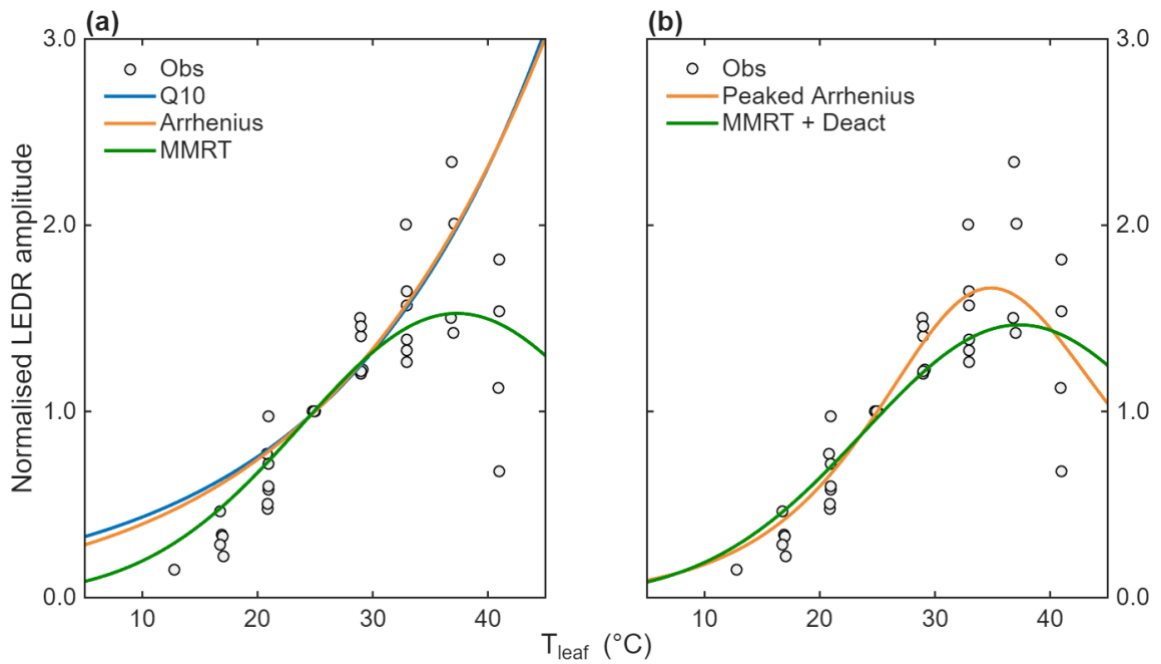 (a)
3.0
2.0
1.0
0.0
Normalised LEDR amplitude
Obs
Q10
Arrhenius
MMRT
10 20 30 40
(b)
3.0
2.0
1.0
0.0
Obs
Peaked Arrhenius
MMRT + Deact
10 20 30 40
Tleaf (°C)